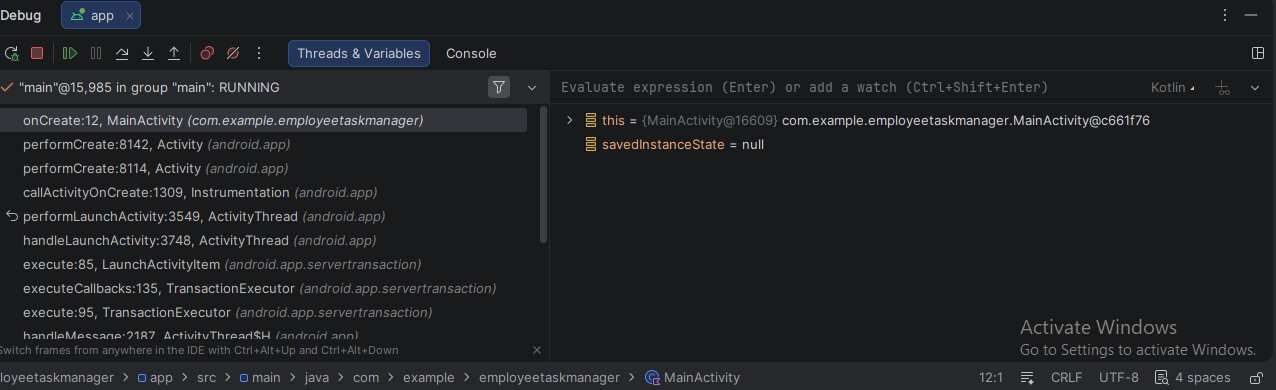 Debug app
Threads & Variables Console
"main"@15,985 in group "main": RUNNING
Evaluate expression (Enter) or add a watch (Ctrl+Shift+Enter) Kotlin
onCreate:12, MainActivity (com.example.employeetaskmanager)
performCreate:8142, Activity (android.app)
performCreate:8114, Activity (android.app)
callActivityOnCreate:1309, Instrumentation (android.app)
performLaunchActivity:3549, ActivityThread (android.app)
handleLaunchActivity:3748, ActivityThread (android.app)
execute:85, LaunchActivityItem (android.app.servertransaction)
executeCallbacks:135, TransactionExecutor (android.app.servertransaction)
execute:95, TransactionExecutor (android.app.servertransaction)
handleMessage:2187, ActivityThread$H (android.app)
Switch frames from anywhere in the IDE with Ctrl+Alt+Up and Ctrl+Alt+Down
this = {MainActivity@16609} com.example.employeetaskmanager.MainActivity@c661f76
savedInstanceState = null
Activate Windows
Go to Settings to activate Windows.
loyeetaskmanager > app > src > main > java > com > example > employeetaskmanager > MainActivity 12:1 CRLF UTF-8 4 spaces